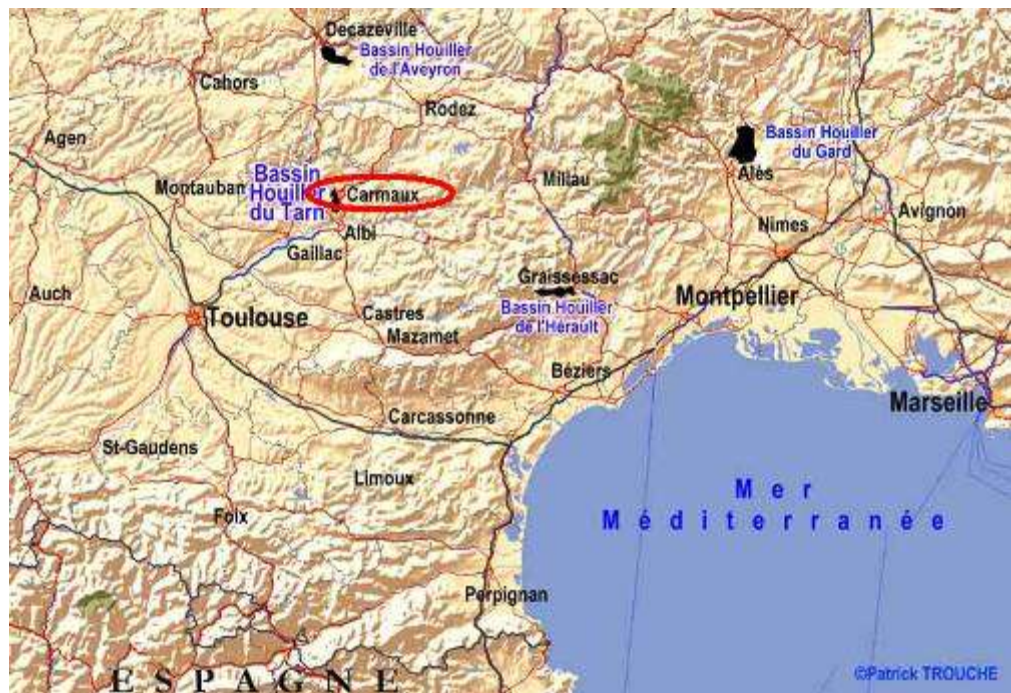 Decazeville
Bassin Houiller
de l'Aveyron
Cahors
Rodez
Agen
Bassin Houiller
du Gard
Alès
Montauban
Bassin
Houiller
du Tarn
Carmaux
Millau
Avignon
Nimes
Albi
Gaillac
Graissessac
Auch
Toulouse
Castres
Mazamet
Bassin Houiller
de l'Hérault
Montpellier
Béziers
Marseille
Carcassonne
St-Gaudens
Limoux
Foix
Mer
Méditerranée
Perpignan
ESPAGNE
©Patrick TROUCHE